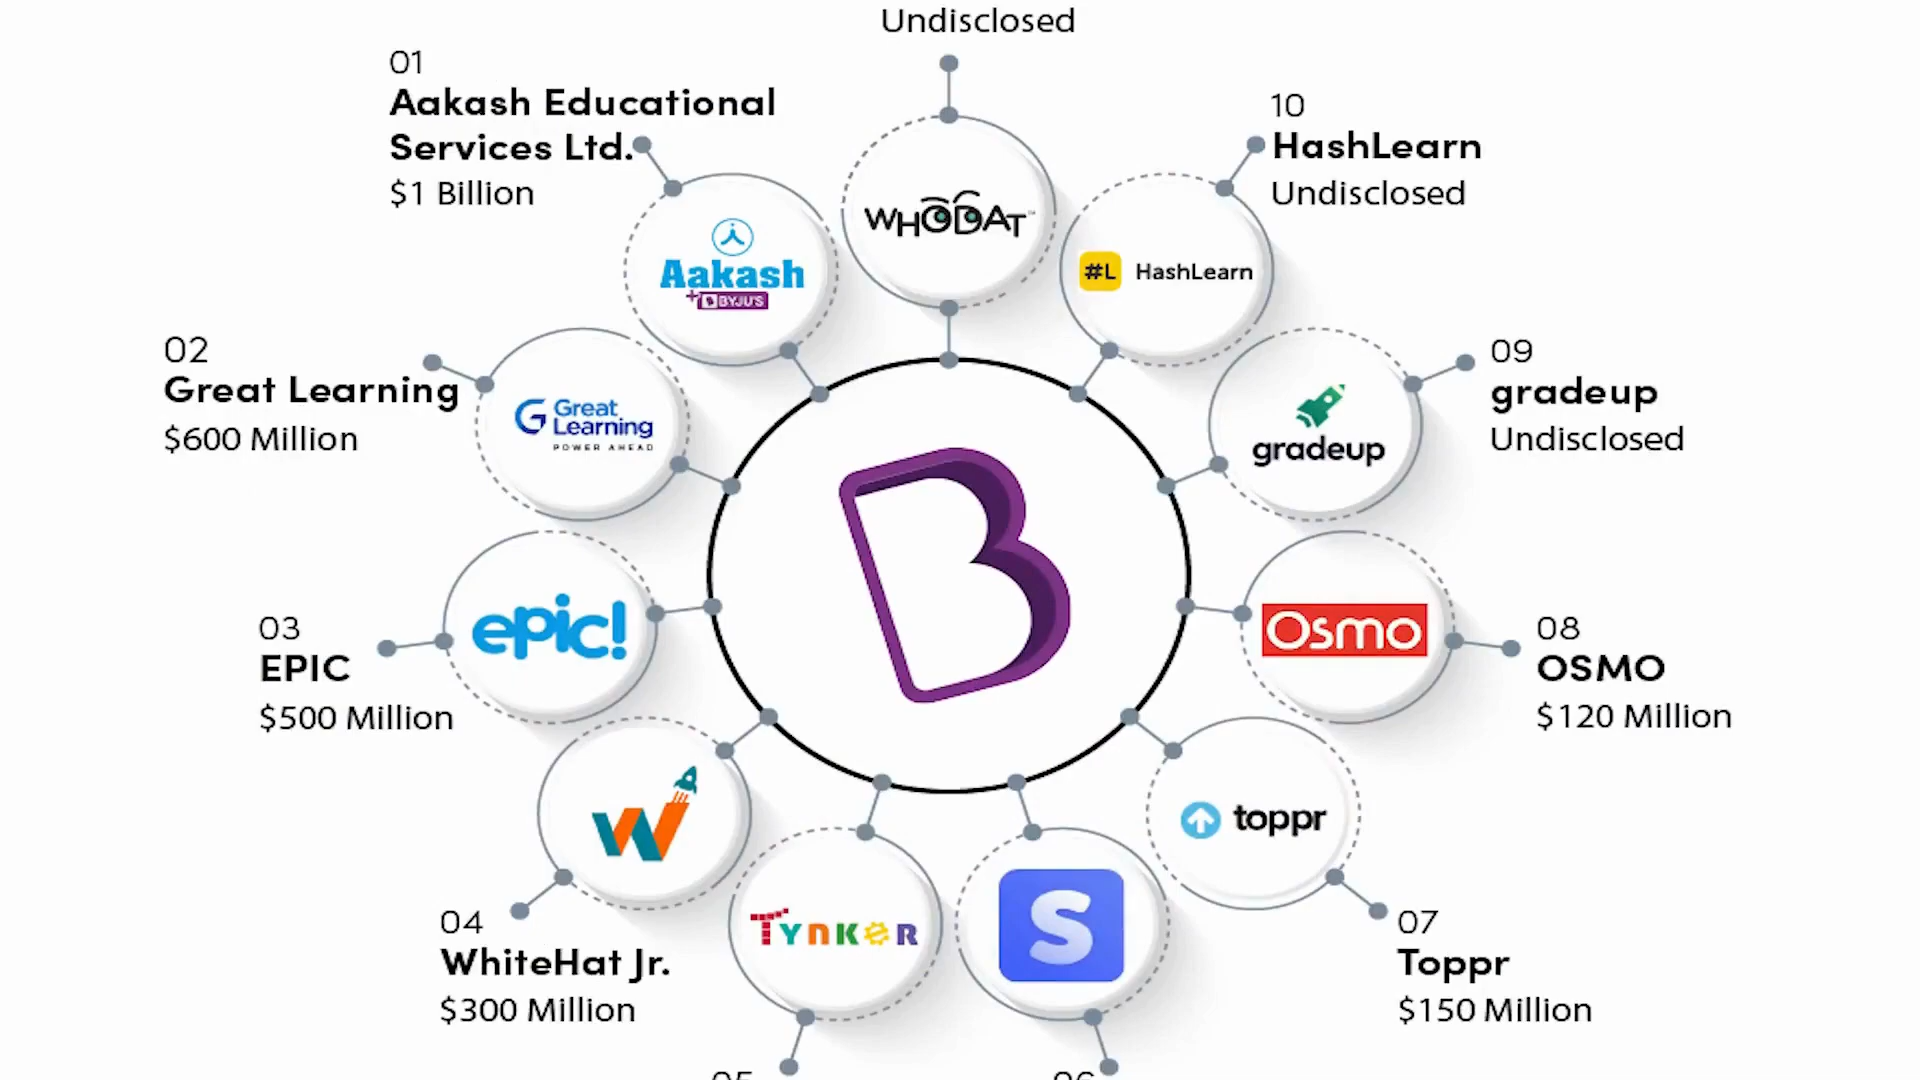 Undisclosed
01
Aakash Educational
Services Ltd.
$1 Billion
10
HashLearn
Undisclosed
WHODAT
Aakash
+BYJU'S
#L HashLearn
02
Great Learning
$600 Million
Great
Learning
POWER AHEAD
09
gradeup
Undisclosed
gradeup
B
03
EPIC
$500 Million
epic!
Osmo
08
OSMO
$120 Million
W
toppr
04
WhiteHat Jr.
$300 Million
TYNKER
S
07
Toppr
$150 Million
05
06